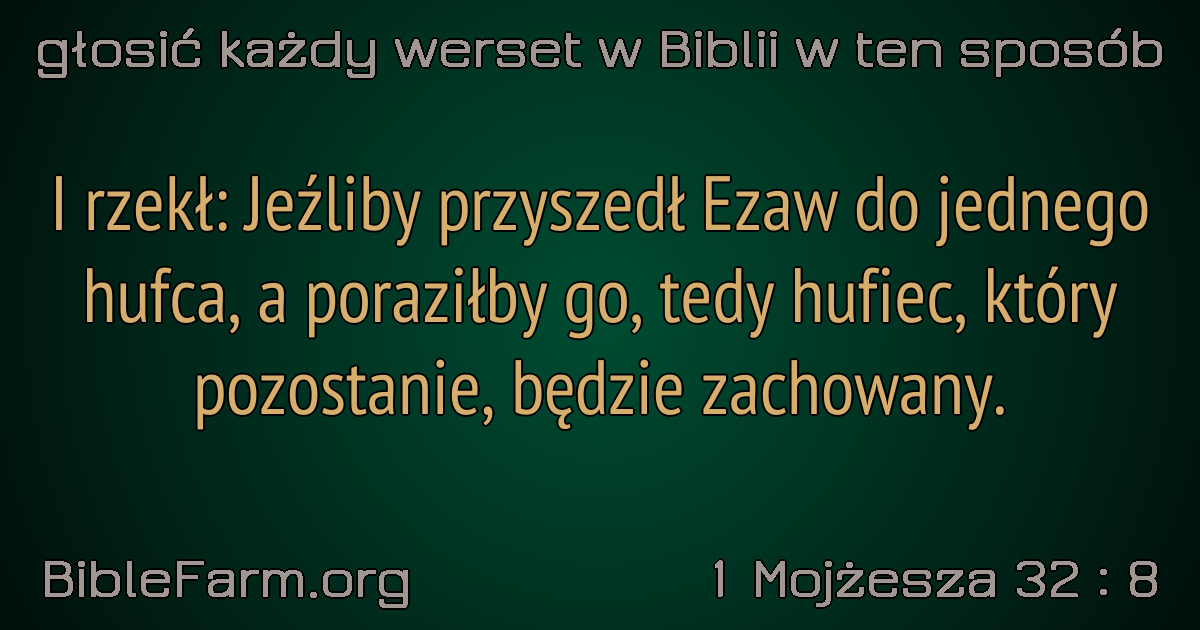 głosić każdy werset w Biblii w ten sposób
I rzekł: Jeźliby przyszedł Ezaw do jednego
hufca, a poraziłby go, tedy hufiec, który
pozostanie, będzie zachowany.
BibleFarm.org
1 Mojżesza 32 : 8